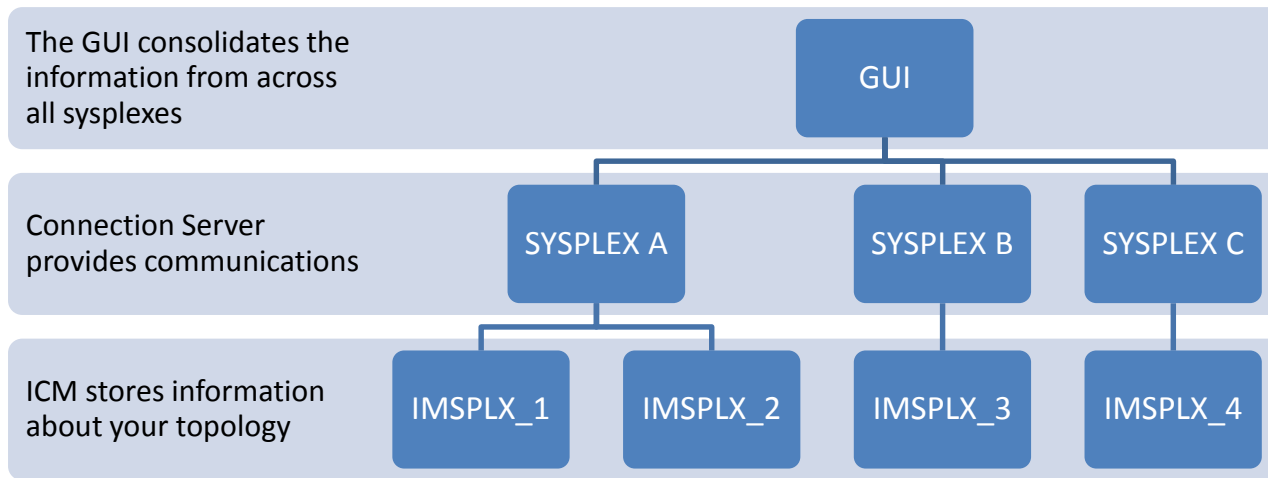 The GUI consolidates the
information from across
all sysplexes
GUI
Connection Server
provides communications
SYSPLEX A
SYSPLEX B
SYSPLEX C
ICM stores information
about your topology
IMSPLX_1
IMSPLX_2
IMSPLX_3
IMSPLX_4